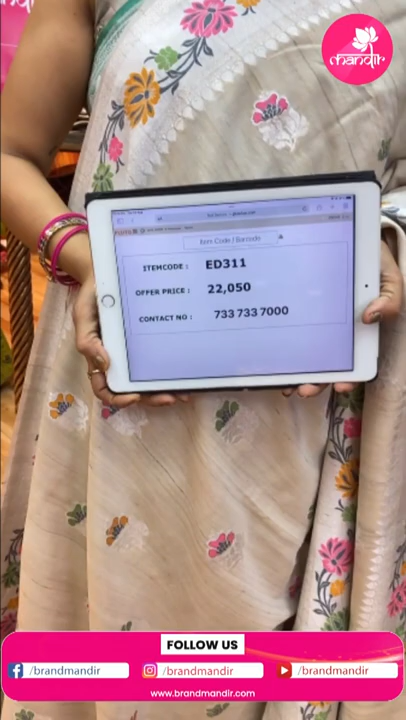 mandir
Item Code / Barcode
ITEMCODE : ED311
OFFER PRICE : 22,050
CONTACT NO : 733 733 7000
FOLLOW US
/brandmandir /brandmandir /brandmandir
www.brandmandir.com